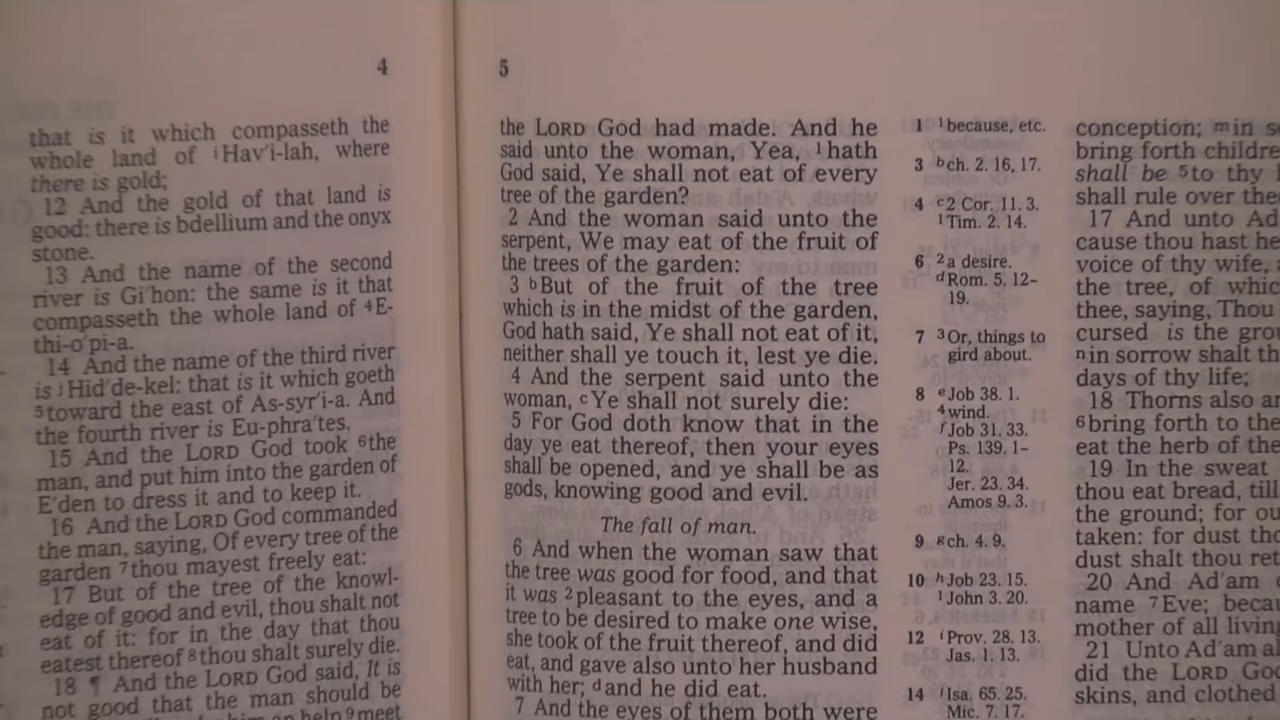 4
that is it which compasseth the
whole land of iHav'i-lah, where
there is gold;
12 And the gold of that land is
good: there is bdellium and the onyx
stone.
13 And the name of the second
river is Gi'hon: the same is it that
compasseth the whole land of 4E-
thi-o'pi-a.
14 And the name of the third river
is jHid'de-kel: that is it which goeth
5toward the east of As-syr'i-a. And
the fourth river is Eu-phra'tes.
15 And the LORD God took 6the
man, and put him into the garden of
E'den to dress it and to keep it.
16 And the LORD God commanded
the man, saying, Of every tree of the
garden 7thou mayest freely eat:
17 But of the tree of the knowl-
edge of good and evil, thou shalt not
eat of it: for in the day that thou
eatest thereof 8thou shalt surely die.
18 ¶ And the LORD God said, It is
not good that the man should be
him an help 9meet
5
the LORD God had made. And he
said unto the woman, Yea, 1hath
God said, Ye shall not eat of every
tree of the garden?
2 And the woman said unto the
serpent, We may eat of the fruit of
the trees of the garden:
3 bBut of the fruit of the tree
which is in the midst of the garden,
God hath said, Ye shall not eat of it,
neither shall ye touch it, lest ye die.
4 And the serpent said unto the
woman, cYe shall not surely die:
5 For God doth know that in the
day ye eat thereof, then your eyes
shall be opened, and ye shall be as
gods, knowing good and evil.
The fall of man.
6 And when the woman saw that
the tree was good for food, and that
it was 2pleasant to the eyes, and a
tree to be desired to make one wise,
she took of the fruit thereof, and did
eat, and gave also unto her husband
with her; dand he did eat.
7 And the eyes of them both were
1 1because, etc.
3 bch. 2. 16, 17.
4 c2 Cor. 11. 3.
1 Tim. 2. 14.
6 2a desire.
dRom. 5. 12–
19.
7 3Or, things to
gird about.
8 eJob 38. 1.
4wind.
fJob 31. 33.
Ps. 139. 1–
12.
Jer. 23. 34.
Amos 9. 3.
9 gch. 4. 9.
10 hJob 23. 15.
1 John 3. 20.
12 iProv. 28. 13.
Jas. 1. 13.
14 jIsa. 65. 25.
Mic. 7. 17.
conception; min s
bring forth childre
shall be 5to thy
shall rule over the
17 And unto Ad
cause thou hast he
voice of thy wife,
the tree, of whic
thee, saying, Thou
cursed is the grou
nin sorrow shalt th
days of thy life;
18 Thorns also an
6bring forth to the
eat the herb of the
19 In the sweat
thou eat bread, till
the ground; for ou
taken: for dust tho
dust shalt thou ret
20 And Ad'am
name 7Eve; becau
mother of all living
21 Unto Ad'am al
did the LORD God
skins, and clothed